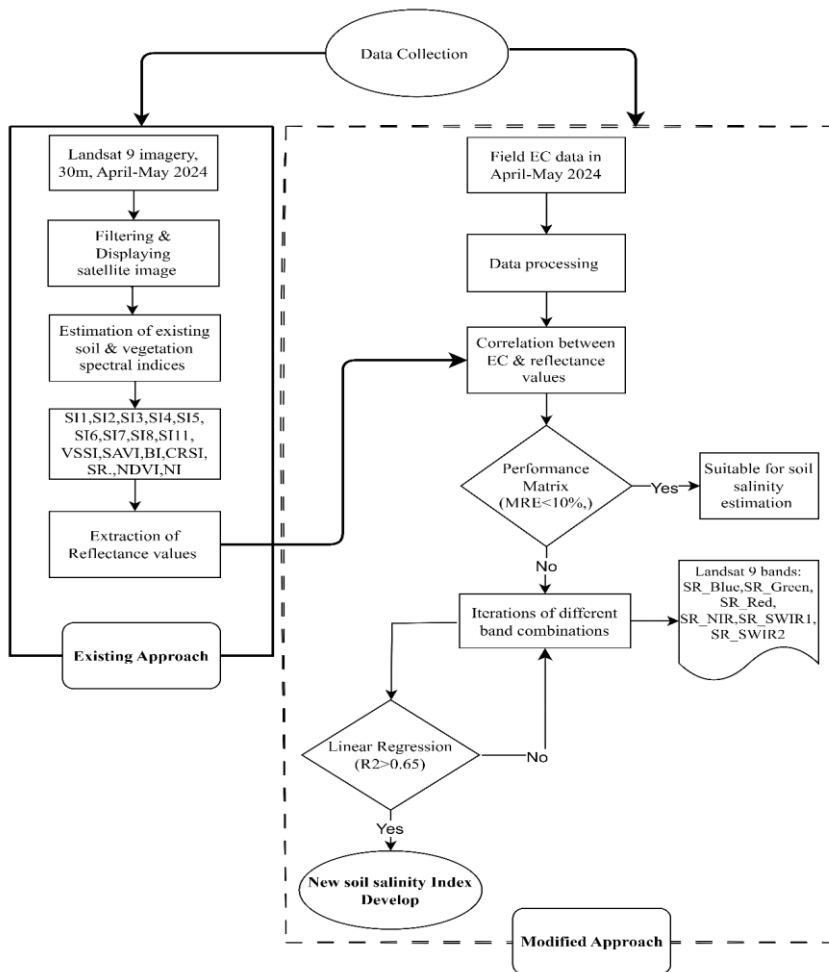 Data Collection
Landsat 9 imagery,
30m, April-May 2024
Filtering &
Displaying
satellite image
Estimation of existing
soil & vegetation
spectral indices
SI1,SI2,SI3,SI4,SI5,
SI6,SI7,SI8,SI11,
VSSI,SAVI,BI,CRSI,
SR.,NDVI,NI
Extraction of
Reflectance values
Existing Approach
Field EC data in
April-May 2024
Data processing
Correlation between
EC & reflectance
values
Performance
Matrix
(MRE<10%,)
Yes
Suitable for soil
salinity
estimation
No
Iterations of different
band combinations
Landsat 9 bands:
SR_Blue,SR_Green,
SR_Red,
SR_NIR,SR_SWIR1,
SR_SWIR2
Linear Regression
(R2>0.65)
No
Yes
New soil salinity Index
Develop
Modified Approach